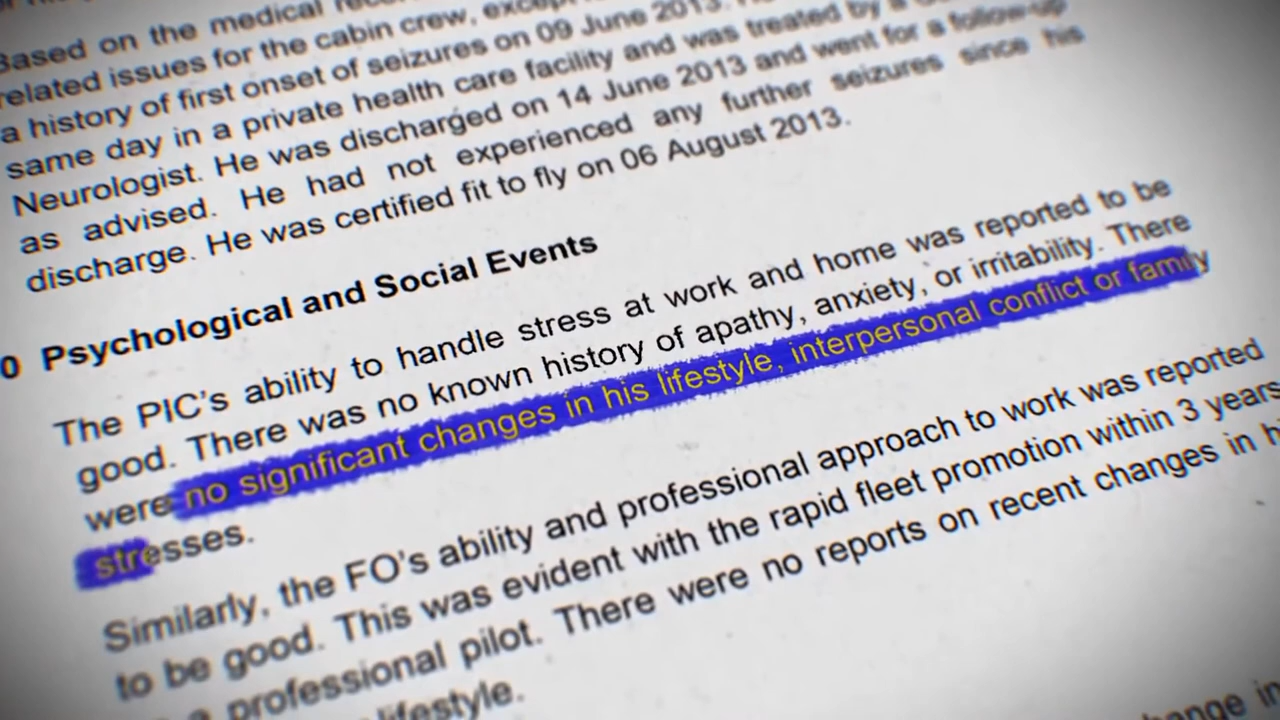 Based on the medical
related issues for the cabin crew,
a history of first onset of seizures on 09 June 2013.
same day in a private health care facility and was treated by a
Neurologist. He was discharged on 14 June 2013 and went for a follow-up
as advised. He had not experienced any further seizures since his
discharge. He was certified fit to fly on 06 August 2013.
0 Psychological and Social Events
The PIC's ability to handle stress at work and home was reported to be
good. There was no known history of apathy, anxiety, or irritability. There
were no significant changes in his lifestyle, interpersonal conflict or family
stresses.
Similarly, the FO's ability and professional approach to work was reported
to be good. This was evident with the rapid fleet promotion within 3 years
a professional pilot. There were no reports on recent changes in
lifestyle.